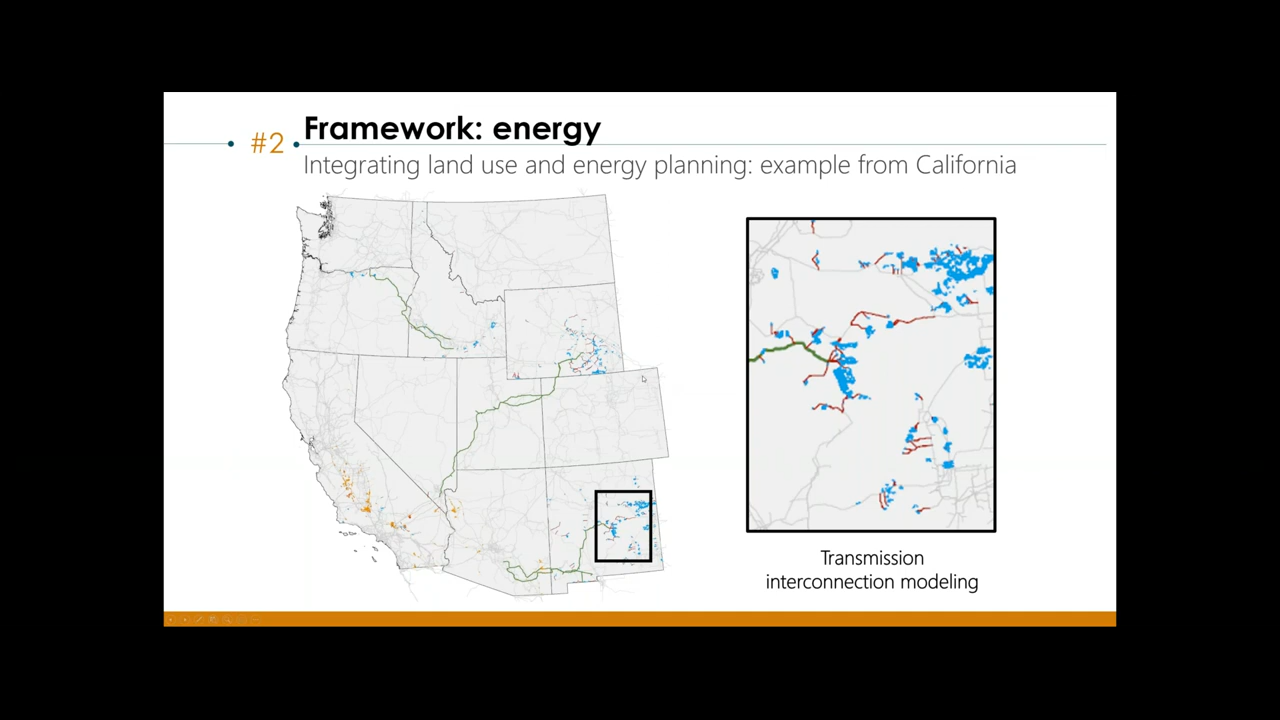 #2
Framework: energy
Integrating land use and energy planning: example from California
Transmission
interconnection modeling